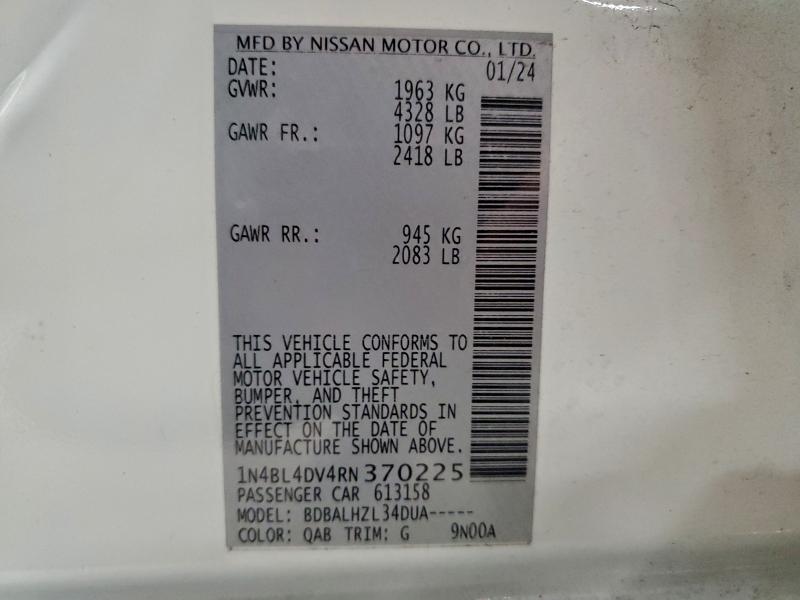 MFD BY NISSAN MOTOR CO., LTD.
DATE: 01/24
GVWR: 1963 KG
4328 LB
GAWR FR.: 1097 KG
2418 LB
GAWR RR.: 945 KG
2083 LB
THIS VEHICLE CONFORMS TO
ALL APPLICABLE FEDERAL
MOTOR VEHICLE SAFETY,
BUMPER, AND THEFT
PREVENTION STANDARDS IN
EFFECT ON THE DATE OF
MANUFACTURE SHOWN ABOVE.
1N4BL4DV4RN370225
PASSENGER CAR 613158
MODEL: BDBALHZL34DUA-----
COLOR: QAB TRIM: G 9N00A